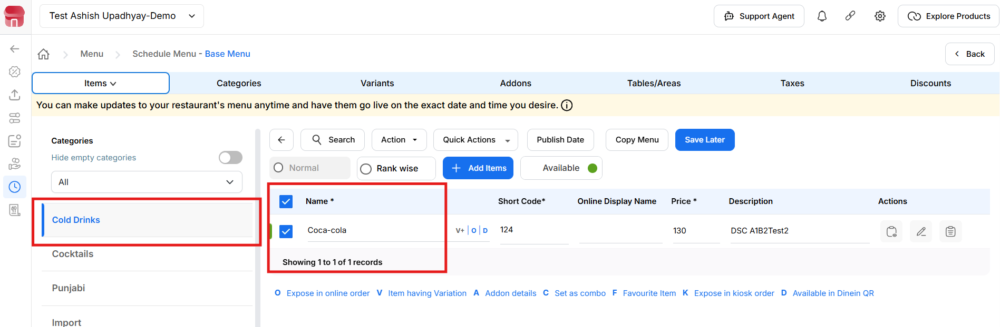 Test Ashish Upadhyay-Demo
Support Agent
Explore Products
Menu
Schedule Menu - Base Menu
Back
Items
Categories
Variants
Addons
Tables/Areas
Taxes
Discounts
You can make updates to your restaurant's menu anytime and have them go live on the exact date and time you desire.
Categories
Hide empty categories
All
Cold Drinks
Cocktails
Punjabi
Import
Search
Action
Quick Actions
Publish Date
Copy Menu
Save Later
Normal
Rank wise
Add Items
Available
Name * Short Code* Online Display Name Price * Description Actions
Coca-cola V+ | O | D 124 130 DSC A1B2Test2
Showing 1 to 1 of 1 records
O Expose in online order V Item having Variation A Addon details C Set as combo F Favourite Item K Expose in kiosk order D Available in Dinein QR